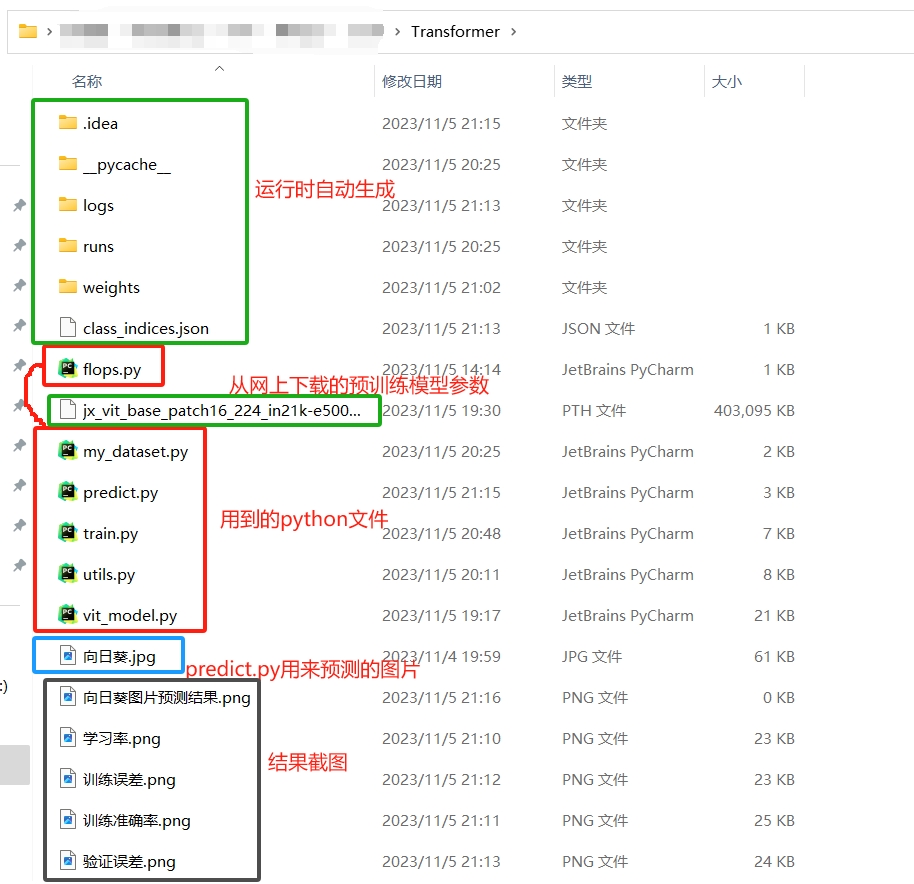 Transformer
名称 修改日期 类型 大小
.idea 2023/11/5 21:15 文件夹
__pycache__ 2023/11/5 20:25 文件夹
运行时自动生成
logs 2023/11/5 21:13 文件夹
runs 2023/11/5 20:25 文件夹
weights 2023/11/5 21:02 文件夹
class_indices.json 2023/11/5 21:13 JSON 文件 1 KB
flops.py 2023/11/5 14:14 JetBrains PyCharm 1 KB
从网上下载的预训练模型参数
jx_vit_base_patch16_224_in21k-e500... 2023/11/5 19:30 PTH 文件 403,095 KB
my_dataset.py 2023/11/5 20:25 JetBrains PyCharm 2 KB
predict.py 2023/11/5 21:15 JetBrains PyCharm 3 KB
用到的python文件
train.py 2023/11/5 20:48 JetBrains PyCharm 7 KB
utils.py 2023/11/5 20:11 JetBrains PyCharm 8 KB
vit_model.py 2023/11/5 19:17 JetBrains PyCharm 21 KB
向日葵.jpg 2023/11/4 19:59 JPG 文件 61 KB
predict.py用来预测的图片
:)
向日葵图片预测结果.png 2023/11/5 21:16 PNG 文件 0 KB
学习率.png 2023/11/5 21:10 PNG 文件 23 KB
结果截图
训练误差.png 2023/11/5 21:12 PNG 文件 23 KB
训练准确率.png 2023/11/5 21:11 PNG 文件 25 KB
验证误差.png 2023/11/5 21:13 PNG 文件 24 KB